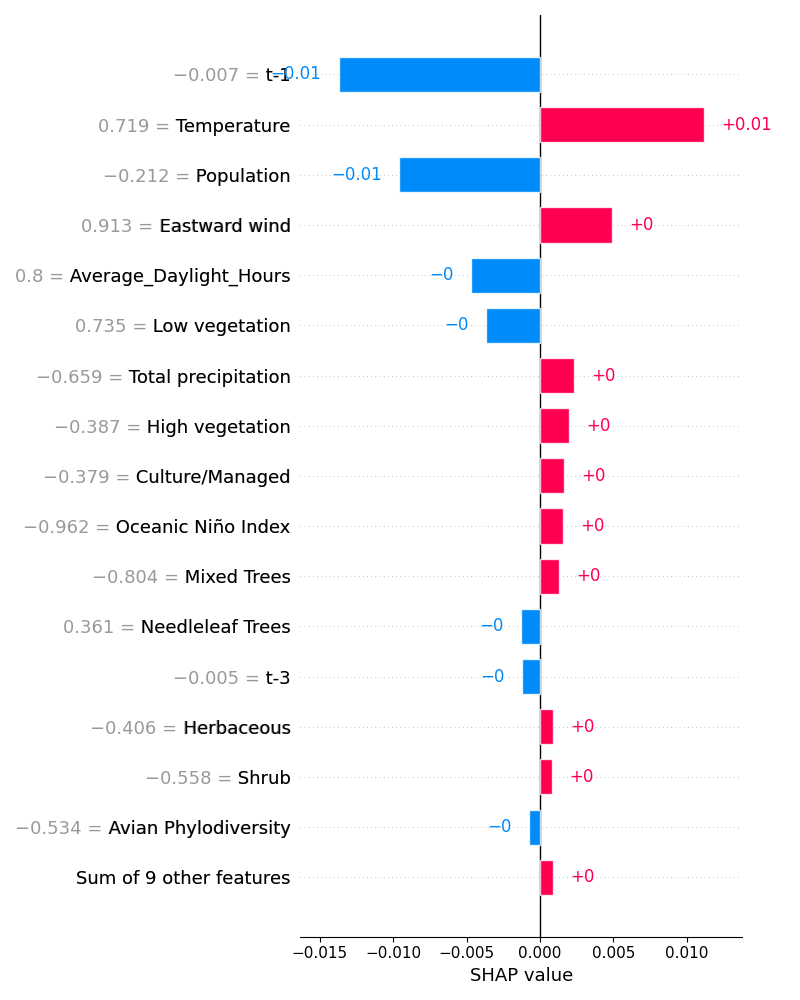 −0.007 = t-1 −0.01
0.719 = Temperature +0.01
−0.212 = Population −0.01
0.913 = Eastward wind +0
0.8 = Average_Daylight_Hours −0
0.735 = Low vegetation −0
−0.659 = Total precipitation +0
−0.387 = High vegetation +0
−0.379 = Culture/Managed +0
−0.962 = Oceanic Niño Index +0
−0.804 = Mixed Trees +0
0.361 = Needleleaf Trees −0
−0.005 = t-3 −0
−0.406 = Herbaceous +0
−0.558 = Shrub +0
−0.534 = Avian Phylodiversity −0
Sum of 9 other features +0
−0.015 −0.010 −0.005 0.000 0.005 0.010
SHAP value